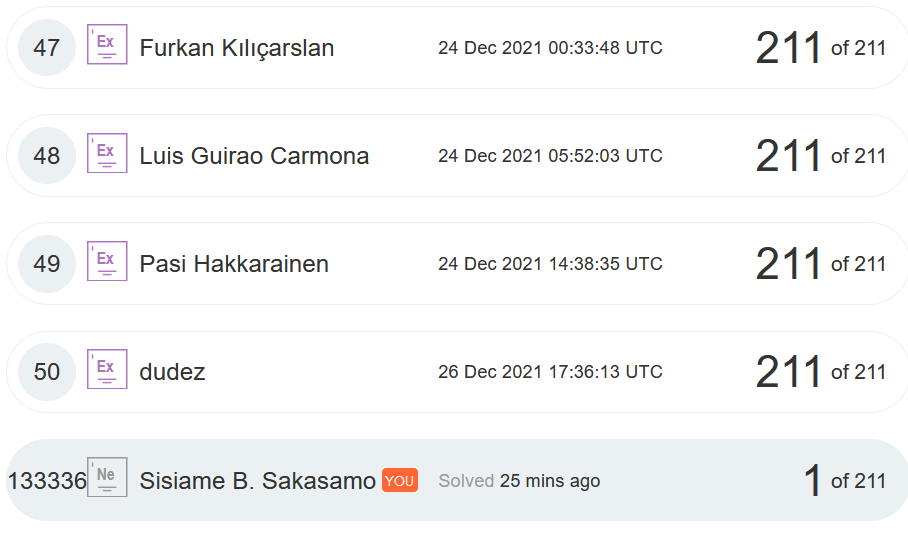 47 Ex Furkan Kılıçarslan 24 Dec 2021 00:33:48 UTC 211 of 211
48 Ex Luis Guirao Carmona 24 Dec 2021 05:52:03 UTC 211 of 211
49 Ex Pasi Hakkarainen 24 Dec 2021 14:38:35 UTC 211 of 211
50 Ex dudez 26 Dec 2021 17:36:13 UTC 211 of 211
133336 Ne Sisiame B. Sakasamo YOU Solved 25 mins ago 1 of 211